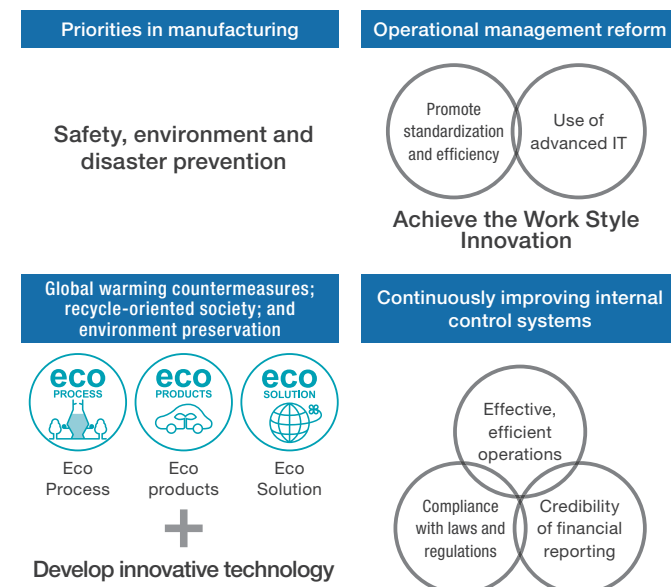 Priorities in manufacturing
Safety, environment and
disaster prevention
Operational management reform
Promote
standardization
and efficiency
Use of
advanced IT
Achieve the Work Style
Innovation
Global warming countermeasures;
recycle-oriented society; and
environment preservation
eco
PROCESS
eco
PRODUCTS
eco
SOLUTION
Eco
Process
Eco
products
Eco
Solution
+
Develop innovative technology
Continuously improving internal
control systems
Effective,
efficient
operations
Compliance
with laws and
regulations
Credibility
of financial
reporting